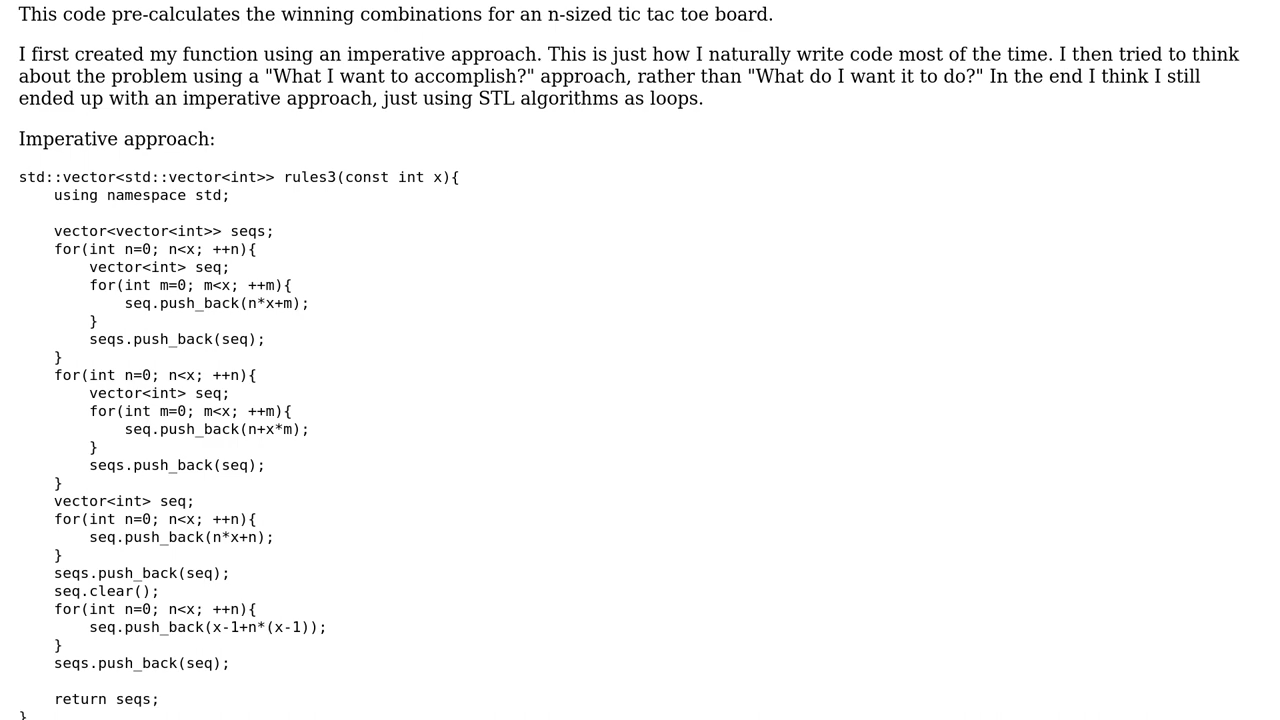 This code pre-calculates the winning combinations for an n-sized tic tac toe board.
I first created my function using an imperative approach. This is just how I naturally write code most of the time. I then tried to think
about the problem using a "What I want to accomplish?" approach, rather than "What do I want it to do?" In the end I think I still
ended up with an imperative approach, just using STL algorithms as loops.
Imperative approach:
std::vector<std::vector<int>> rules3(const int x){
    using namespace std;

    vector<vector<int>> seqs;
    for(int n=0; n<x; ++n){
        vector<int> seq;
        for(int m=0; m<x; ++m){
            seq.push_back(n*x+m);
        }
        seqs.push_back(seq);
    }
    for(int n=0; n<x; ++n){
        vector<int> seq;
        for(int m=0; m<x; ++m){
            seq.push_back(n+x*m);
        }
        seqs.push_back(seq);
    }
    vector<int> seq;
    for(int n=0; n<x; ++n){
        seq.push_back(n*x+n);
    }
    seqs.push_back(seq);
    seq.clear();
    for(int n=0; n<x; ++n){
        seq.push_back(x-1+n*(x-1));
    }
    seqs.push_back(seq);

    return seqs;
}